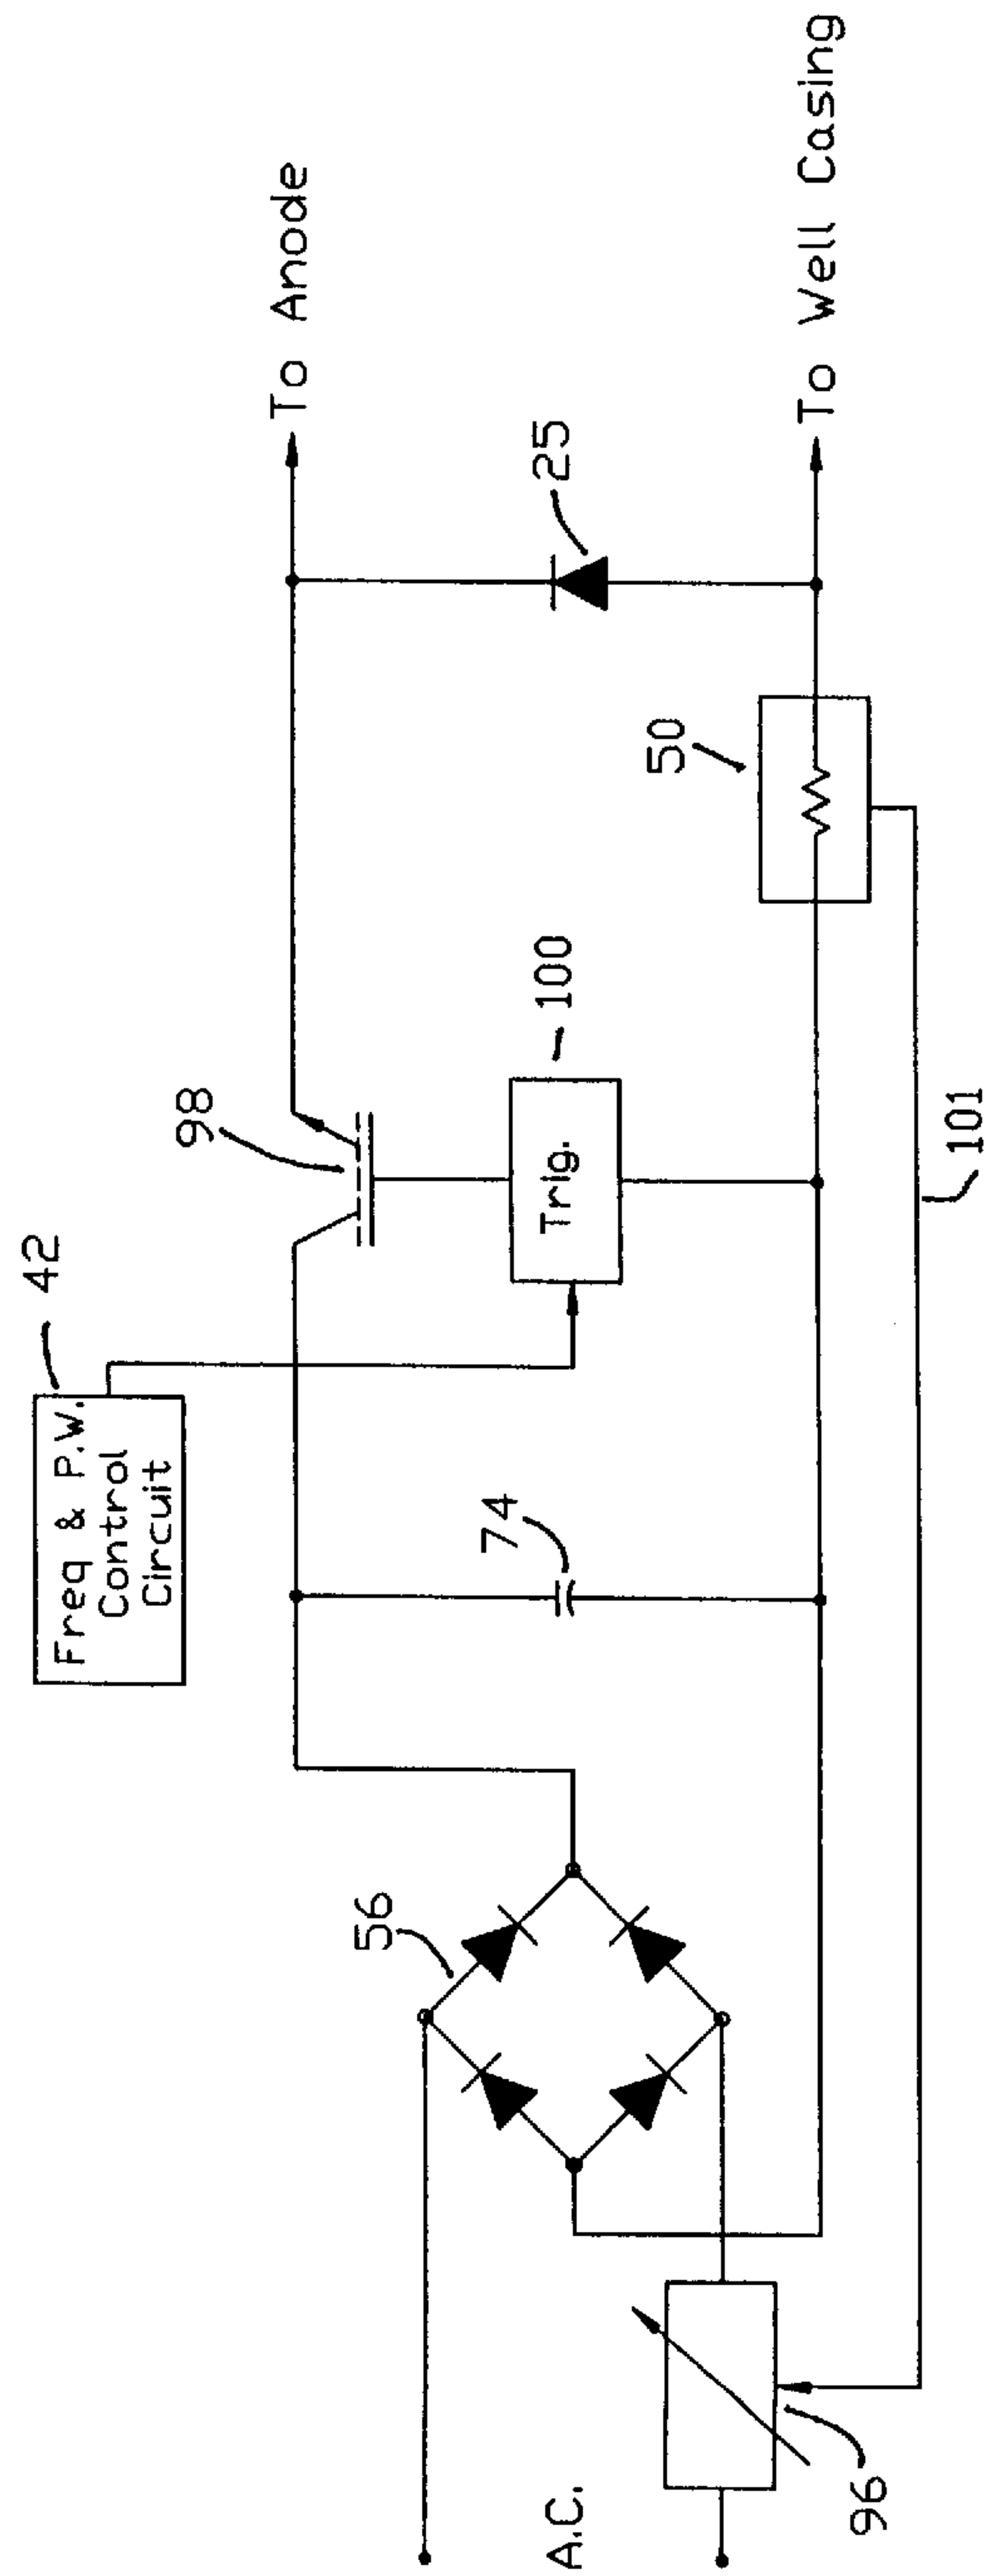 Freq & P.W.
Control
Circuit
42
98
To Anode
56
74
Trig.
100
25
50
To Well Casing
A.C.
96
101